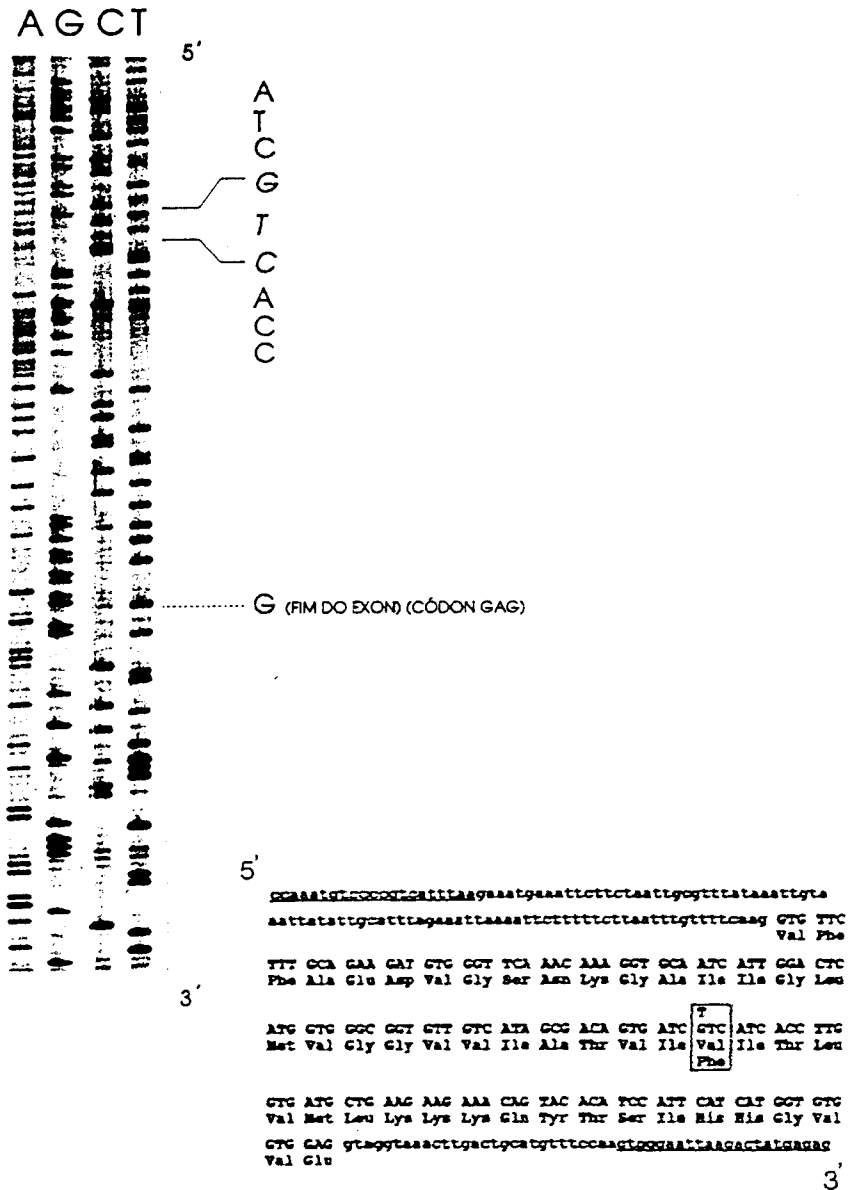 A G C T
5'
A
T
C
G
T
C
A
C
C
G (FIM DO EXON) (CÓDON GAG)
3'
5'
ccaaatgtccccgtcatttaagaaatgaaattcttctaattgcgtttataaattgta
aattatattgcatttagaaattaaaattctttttcttaatttgttttcaag GTG TTC
Val Phe
TTT GCA GAA GAT GTG GGT TCA AAC AAA GGT GCA ATC ATT GGA CTC
Phe Ala Glu Asp Val Gly Ser Asn Lys Gly Ala Ile Ile Gly Leu
T
ATG GTG GGC GGT GTT GTC ATA GCG ACA GTG ATC GTC ATC ACC TTG
Met Val Gly Gly Val Val Ile Ala Thr Val Ile Val Ile Thr Leu
Phe
GTG ATG CTG AAG AAG AAA CAG TAC ACA TCC ATT CAT CAT GGT GTG
Val Met Leu Lys Lys Lys Gln Tyr Thr Ser Ile His His Gly Val
GTG GAG gtaggtaaacttgactgcatgtttccaagtgggaattaagactatgagag
Val Glu
3'